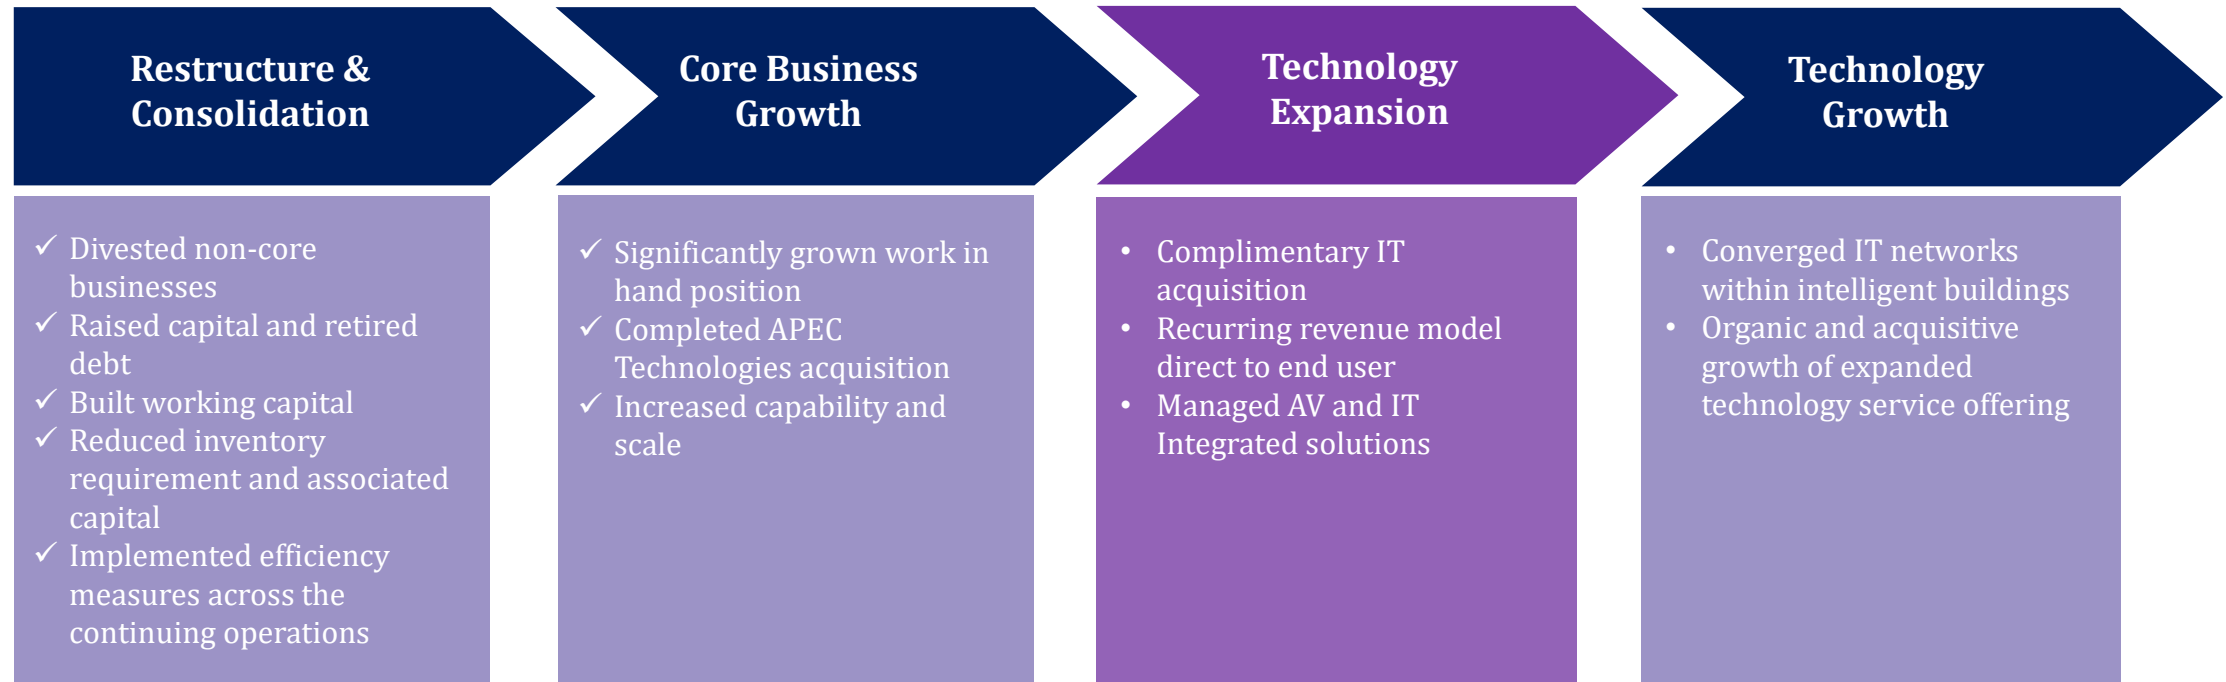 Restructure &
Consolidation
✓ Divested non-core
businesses
✓ Raised capital and retired
debt
✓ Built working capital
✓ Reduced inventory
requirement and associated
capital
✓ Implemented efficiency
measures across the
continuing operations
Core Business
Growth
✓ Significantly grown work in
hand position
✓ Completed APEC
Technologies acquisition
✓ Increased capability and
scale
Technology
Expansion
• Complimentary IT
acquisition
• Recurring revenue model
direct to end user
• Managed AV and IT
Integrated solutions
Technology
Growth
• Converged IT networks
within intelligent buildings
• Organic and acquisitive
growth of expanded
technology service offering